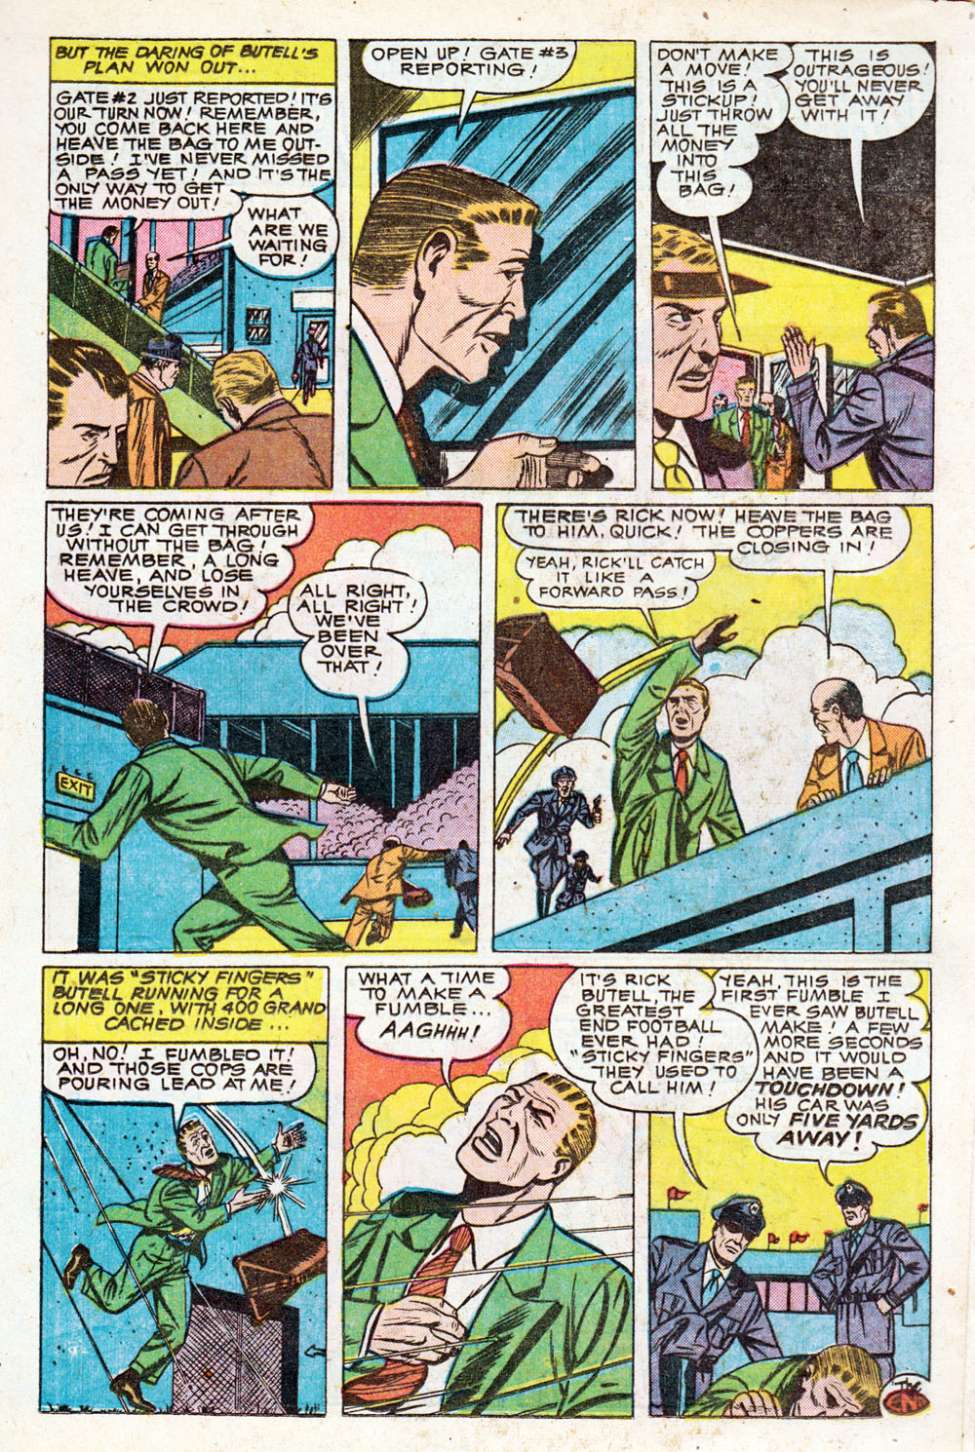 BUT THE DARING OF BUTELL'S
PLAN WON OUT...
GATE #2 JUST REPORTED! IT'S
OUR TURN NOW! REMEMBER,
YOU COME BACK HERE AND
HEAVE THE BAG TO ME OUT-
SIDE! I'VE NEVER MISSED
A PASS YET! AND IT'S THE
ONLY WAY TO GET
THE MONEY OUT!
WHAT
ARE WE
WAITING
FOR!
OPEN UP! GATE #3
REPORTING!
DON'T MAKE
A MOVE!
THIS IS A
STICKUP!
JUST THROW
ALL THE
MONEY
INTO
THIS
BAG!
THIS IS
OUTRAGEOUS!
YOU'LL NEVER
GET AWAY
WITH IT!
THEY'RE COMING AFTER
US! I CAN GET THROUGH
WITHOUT THE BAG!
REMEMBER, A LONG
HEAVE, AND LOSE
YOURSELVES IN
THE CROWD!
ALL RIGHT,
ALL RIGHT!
WE'VE
BEEN
OVER
THAT!
EXIT
THERE'S RICK NOW! HEAVE THE BAG
TO HIM, QUICK! THE COPPERS ARE
CLOSING IN!
YEAH, RICK'LL CATCH
IT LIKE A
FORWARD PASS!
IT WAS "STICKY FINGERS"
BUTELL RUNNING FOR A
LONG ONE, WITH 400 GRAND
CACHED INSIDE...
OH, NO! I FUMBLED IT!
AND THOSE COPS ARE
POURING LEAD AT ME!
WHAT A TIME
TO MAKE A
FUMBLE...
AAGHHH!
IT'S RICK
BUTELL, THE
GREATEST
END FOOTBALL
EVER HAD!
"STICKY FINGERS"
THEY USED TO
CALL HIM!
YEAH, THIS IS THE
FIRST FUMBLE I
EVER SAW BUTELL
MAKE! A FEW
MORE SECONDS
AND IT WOULD
HAVE BEEN A
TOUCHDOWN!
HIS CAR WAS
ONLY FIVE YARDS
AWAY!
THE
END